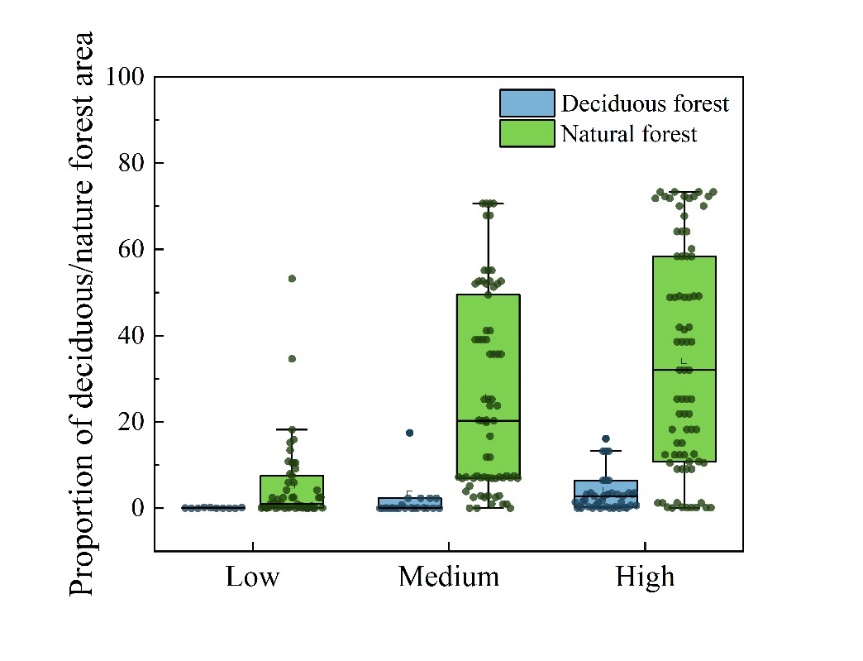 Proportion of deciduous/nature forest area
100
80
60
40
20
0
Deciduous forest
Natural forest
Low Medium High